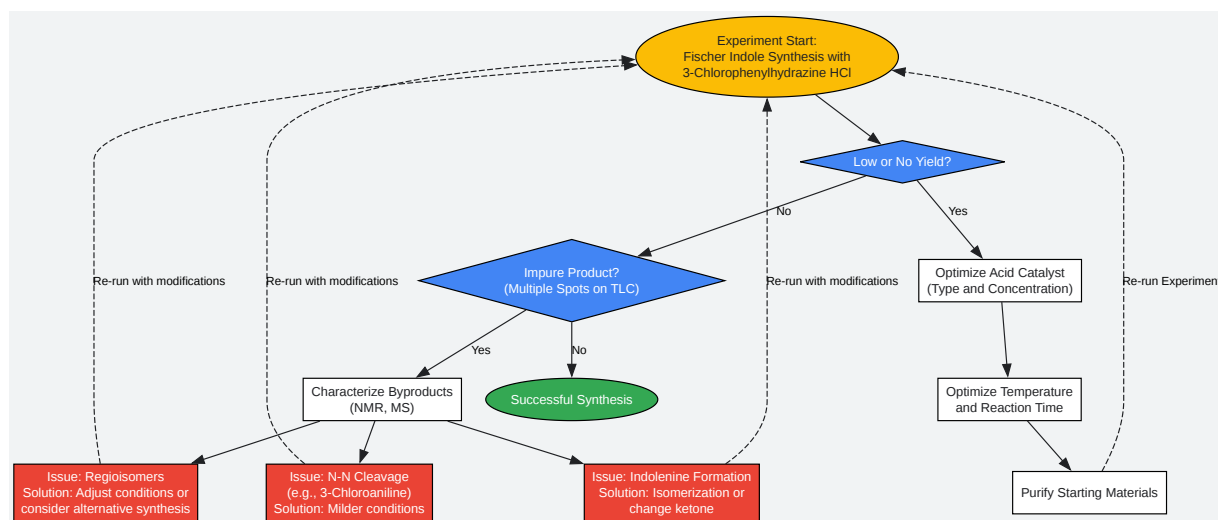 Experiment Start:
Fischer Indole Synthesis with
3-Chlorophenylhydrazine HCl
Low or No Yield?
No
Yes
Impure Product?
(Multiple Spots on TLC)
Optimize Acid Catalyst
(Type and Concentration)
Re-run with modifications
Re-run with modifications
Re-run with modifications
Re-run Experimen
Yes
No
Characterize Byproducts
(NMR, MS)
Successful Synthesis
Optimize Temperature
and Reaction Time
Issue: Regioisomers
Solution: Adjust conditions or
consider alternative synthesis
Issue: N-N Cleavage
(e.g., 3-Chloroaniline)
Solution: Milder conditions
Issue: Indolenine Formation
Solution: Isomerization or
change ketone
Purify Starting Materials